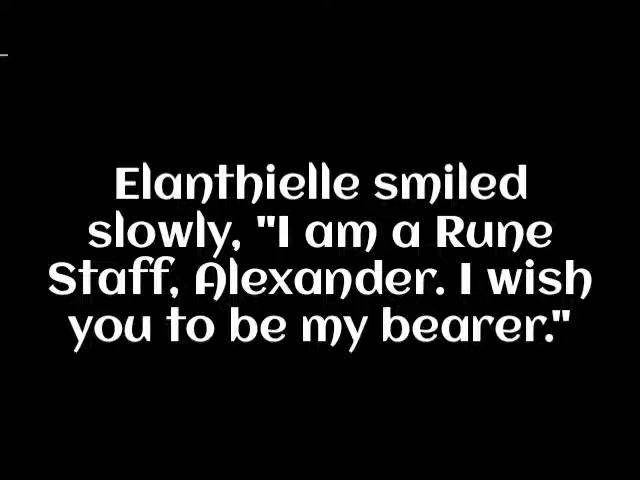 Elanthielle smiled
slowly, "I am a Rune
Staff, Alexander. I wish
you to be my bearer."